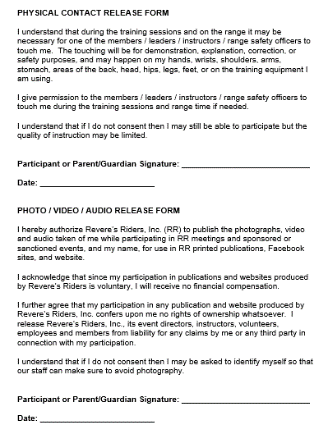 PHYSICAL CONTACT RELEASE FORM
I understand that during the training sessions and on the range it may be
necessary for one of the members / leaders / instructors / range safety officers to
touch me. The touching will be for demonstration, explanation, correction, or
safety purposes, and may happen on my hands, wrists, shoulders, arms,
stomach, areas of the back, head, hips, legs, feet, or on the training equipment I
am using.
I give permission to the members / leaders / instructors / range safety officers to
touch me during the training sessions and range time if needed.
I understand that if I do not consent then I may still be able to participate but the
quality of instruction may be limited.
Participant or Parent/Guardian Signature: ______________________________
Date: ___________________________
PHOTO / VIDEO / AUDIO RELEASE FORM
I hereby authorize Revere's Riders, Inc. (RR) to publish the photographs, video
and audio taken of me while participating in RR meetings and sponsored or
sanctioned events, and my name, for use in RR printed publications, Facebook
sites, and website.
I acknowledge that since my participation in publications and websites produced
by Revere's Riders is voluntary, I will receive no financial compensation.
I further agree that my participation in any publication and website produced by
Revere's Riders, Inc. confers upon me no rights of ownership whatsoever. I
release Revere's Riders, Inc., its event directors, instructors, volunteers,
employees and members from liability for any claims by me or any third party in
connection with my participation.
I understand that if I do not consent then I may be asked to identify myself so that
our staff can make sure to avoid photography.
Participant or Parent/Guardian Signature: ______________________________
Date: ___________________________